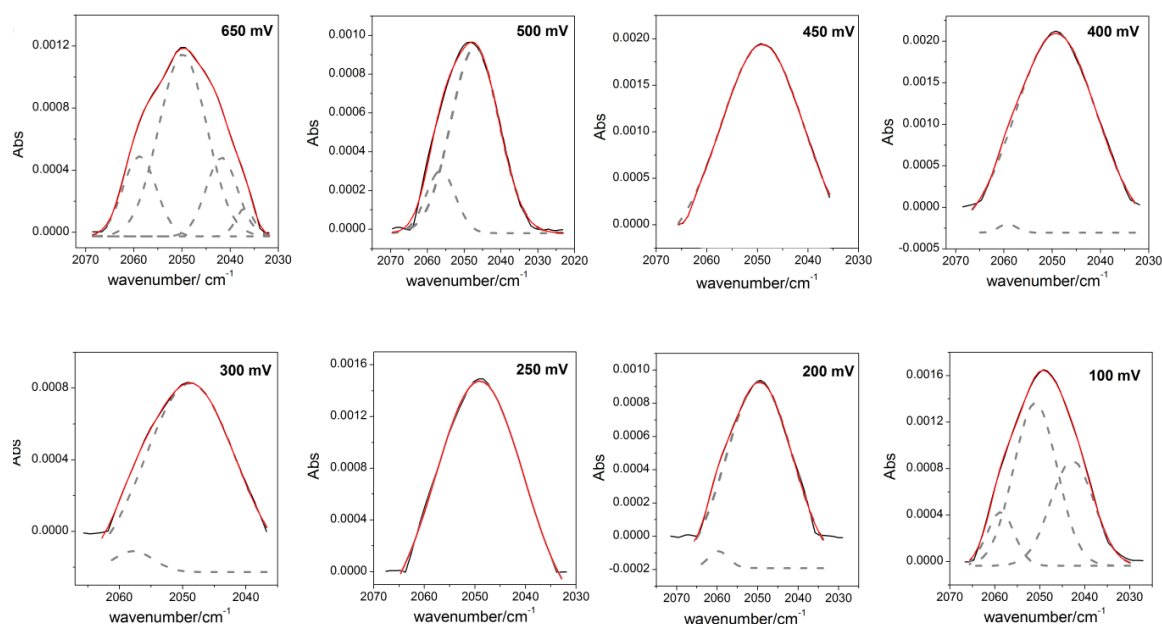 650 mV
Abs
0.0012
0.0008
0.0004
0.0000
2070 2060 2050 2040 2030
wavenumber/ cm⁻¹
500 mV
Abs
0.0010
0.0008
0.0006
0.0004
0.0002
0.0000
2070 2060 2050 2040 2030 2020
wavenumber/cm⁻¹
450 mV
Abs
0.0020
0.0015
0.0010
0.0005
0.0000
2070 2060 2050 2040 2030
wavenumber/cm⁻¹
400 mV
Abs
0.0020
0.0015
0.0010
0.0005
0.0000
-0.0005
2070 2060 2050 2040 2030
wavenumber/cm⁻¹
300 mV
Abs
0.0008
0.0004
0.0000
2060 2050 2040
wavenumber/cm⁻¹
250 mV
Abs
0.0016
0.0012
0.0008
0.0004
0.0000
2070 2060 2050 2040 2030
wavenumber/cm⁻¹
200 mV
Abs
0.0010
0.0008
0.0006
0.0004
0.0002
0.0000
-0.0002
2070 2060 2050 2040 2030
wavenumber/cm⁻¹
100 mV
Abs
0.0016
0.0012
0.0008
0.0004
0.0000
2060 2050 2040 2030
wavenumber/cm⁻¹